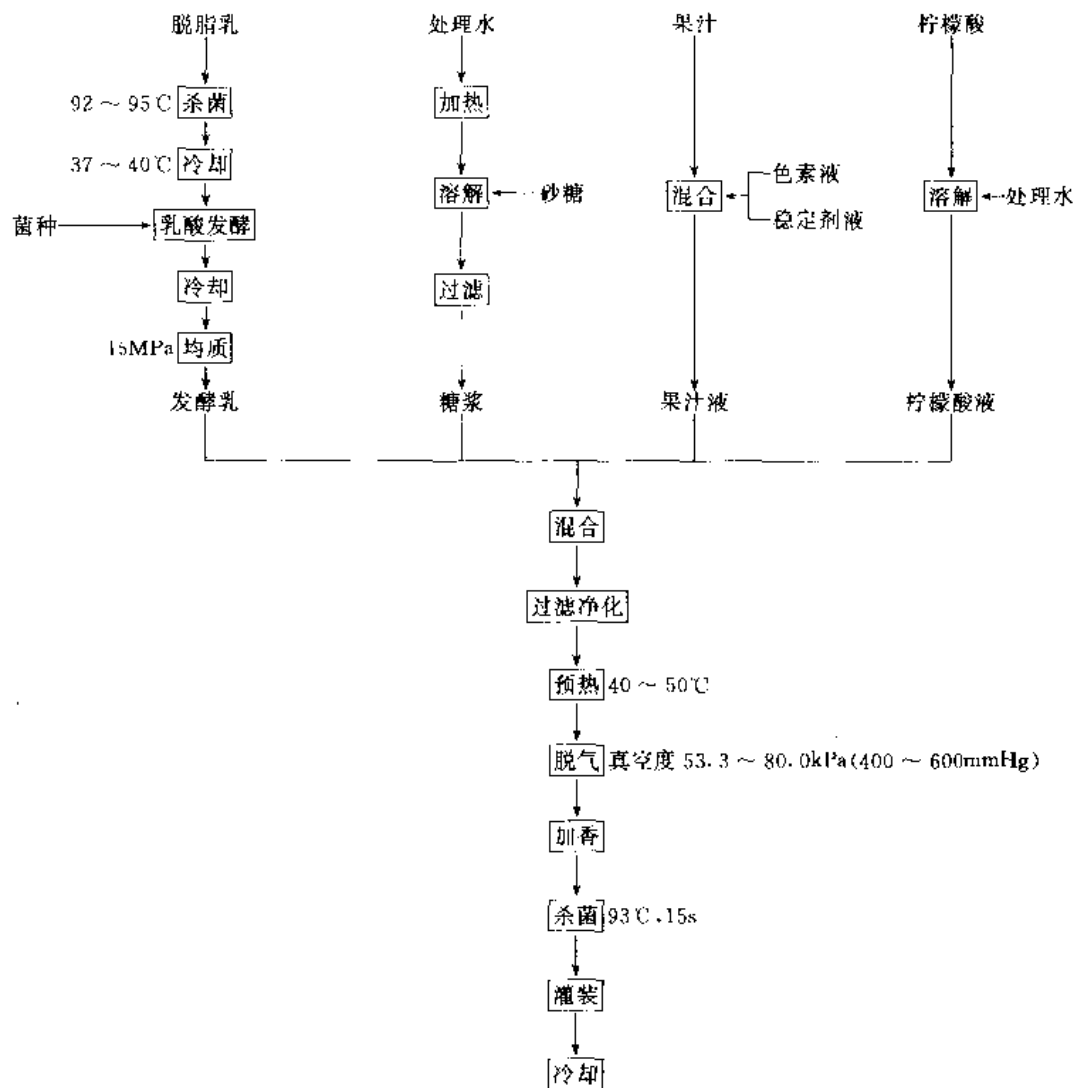 脱脂乳 处理水 果汁 柠檬酸
92～95℃ 杀菌 加热
37～40℃ 冷却
色素液
溶解 砂糖 混合 溶解 处理水
稳定剂液
菌种 乳酸发酵
冷却 过滤
15MPa 均质
发酵乳 糖浆 果汁液 柠檬酸液
混合
过滤净化
预热 40～50℃
脱气 真空度 53.3～80.0kPa(400～600mmHg)
加香
杀菌 93℃.15s
灌装
冷却